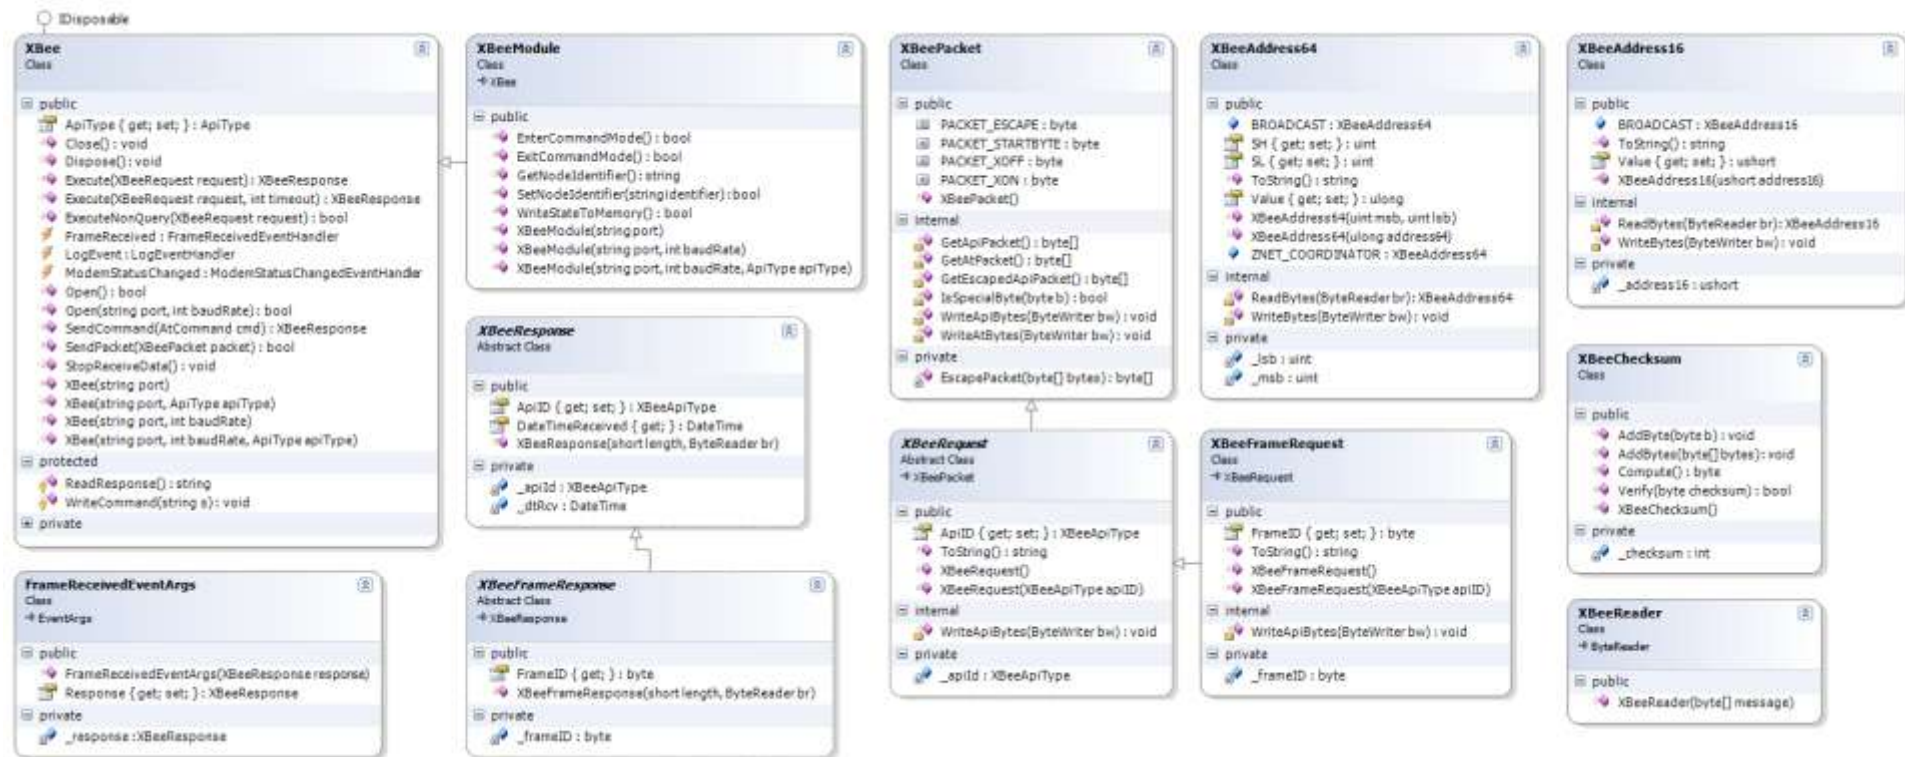 IDisposable
XBee
Class
public
ApiType { get; set; } : ApiType
Close() : void
Dispose() : void
Execute(XBeeRequest request) : XBeeResponse
Execute(XBeeRequest request, int timeout) : XBeeResponse
ExecuteNonQuery(XBeeRequest request) : bool
FrameReceived : FrameReceivedEventHandler
LogEvent : LogEventHandler
ModemStatusChanged : ModemStatusChangedEventHandler
Open() : bool
Open(string port, int baudRate) : bool
SendCommand(AtCommand cmd) : XBeeResponse
SendPacket(XBeePacket packet) : bool
StopReceiveData() : void
XBee(string port)
XBee(string port, ApiType apiType)
XBee(string port, int baudRate)
XBee(string port, int baudRate, ApiType apiType)
protected
ReadResponse() : string
WriteCommand(string s) : void
private
FrameReceivedEventArgs
Class
EventArgs
public
FrameReceivedEventArgs(XBeeResponse response)
Response { get; set; } : XBeeResponse
private
_response : XBeeResponse
XBeeModule
Class
XBee
public
EnterCommandMode() : bool
ExitCommandMode() : bool
GetNodeIdentifier() : string
SetNodeIdentifier(string identifier) : bool
WriteStateToMemory() : bool
XBeeModule(string port)
XBeeModule(string port, int baudRate)
XBeeModule(string port, int baudRate, ApiType apiType)
XBeeResponse
Abstract Class
public
ApiID { get; set; } : XBeeApiType
DateTimeReceived { get; } : DateTime
XBeeResponse(short length, ByteReader br)
private
_apiId : XBeeApiType
_dtRcv : DateTime
XBeeFrameResponse
Abstract Class
XBeeResponse
public
FrameID { get; } : byte
XBeeFrameResponse(short length, ByteReader br)
private
_frameID : byte
XBeePacket
Class
public
PACKET_ESCAPE : byte
PACKET_STARTBYTE : byte
PACKET_XOFF : byte
PACKET_XON : byte
XBeePacket()
internal
GetApiPacket() : byte[]
GetAtPacket() : byte[]
GetEscapedApiPacket() : byte[]
IsSpecialByte(byte b) : bool
WriteApiBytes(ByteWriter bw) : void
WriteAtBytes(ByteWriter bw) : void
private
EscapePacket(byte[] bytes) : byte[]
XBeeRequest
Abstract Class
XBeePacket
public
ApiID { get; set; } : XBeeApiType
ToString() : string
XBeeRequest()
XBeeRequest(XBeeApiType apiID)
internal
WriteApiBytes(ByteWriter bw) : void
private
_apiId : XBeeApiType
XBeeAddress64
Class
public
BROADCAST : XBeeAddress64
SH { get; set; } : uint
SL { get; set; } : uint
ToString() : string
Value { get; set; } : ulong
XBeeAddress64(uint msb, uint lsb)
XBeeAddress64(ulong address64)
ZNET_COORDINATOR : XBeeAddress64
internal
ReadBytes(ByteReader br) : XBeeAddress64
WriteBytes(ByteWriter bw) : void
private
_lsb : uint
_msb : uint
XBeeFrameRequest
Class
XBeeRequest
public
FrameID { get; set; } : byte
ToString() : string
XBeeFrameRequest()
XBeeFrameRequest(XBeeApiType apiID)
internal
WriteApiBytes(ByteWriter bw) : void
private
_frameID : byte
XBeeAddress16
Class
public
BROADCAST : XBeeAddress16
ToString() : string
Value { get; set; } : ushort
XBeeAddress16(ushort address16)
internal
ReadBytes(ByteReader br) : XBeeAddress16
WriteBytes(ByteWriter bw) : void
private
_address16 : ushort
XBeeChecksum
Class
public
AddByte(byte b) : void
AddBytes(byte[] bytes) : void
Compute() : byte
Verify(byte checksum) : bool
XBeeChecksum()
private
_checksum : int
XBeeReader
Class
ByteReader
public
XBeeReader(byte[] message)